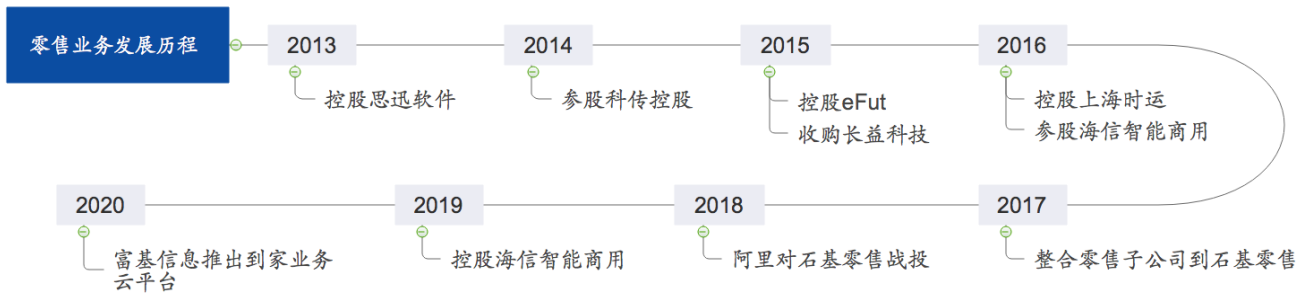 零售业务发展历程
2013
控股思迅软件
2014
参股科传控股
2015
控股eFut
收购长益科技
2016
控股上海时运
参股海信智能商用
2017
整合零售子公司到石基零售
2018
阿里对石基零售战投
2019
控股海信智能商用
2020
富基信息推出到家业务
云平台